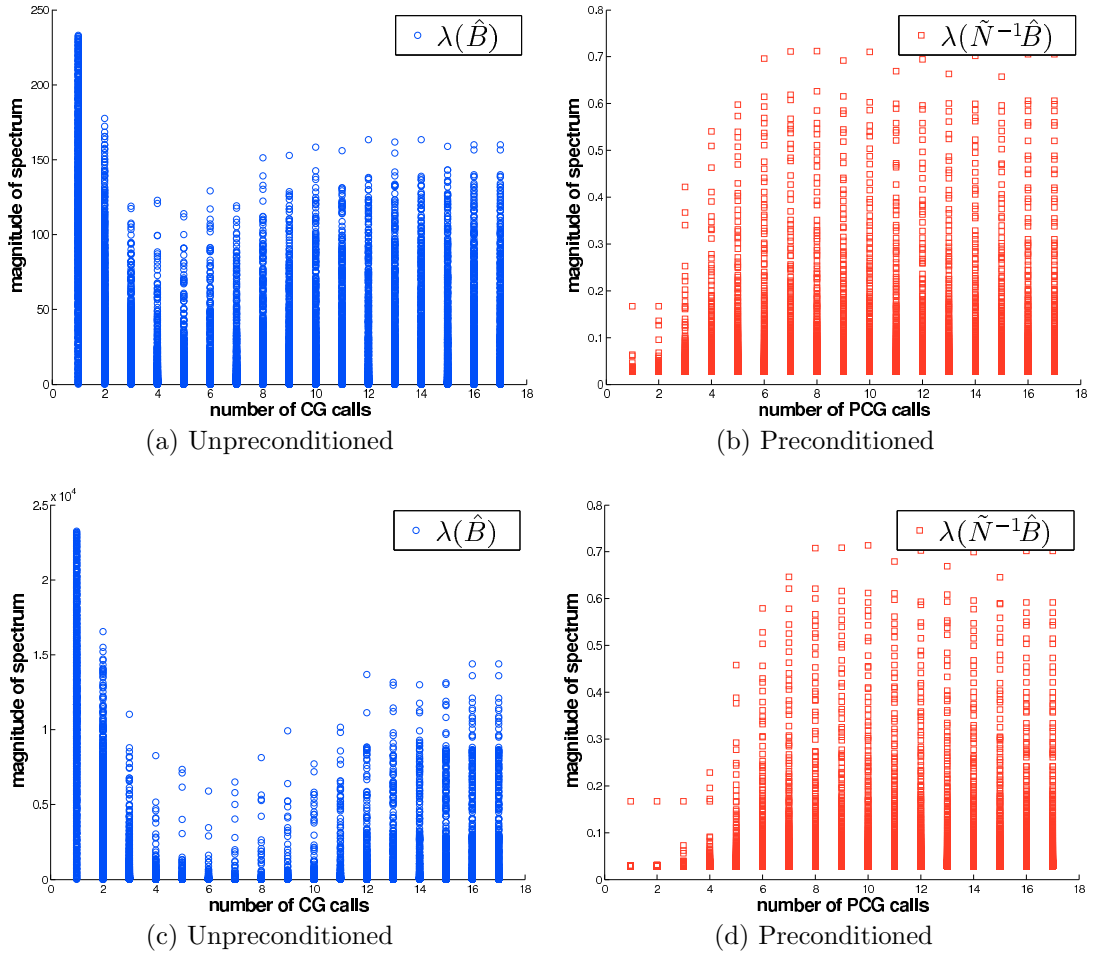 250
200
150
100
50
0
0 2 4 6 8 10 12 14 16 18
magnitude of spectrum
number of CG calls
λ(B̂)
(a) Unpreconditioned
0.8
0.7
0.6
0.5
0.4
0.3
0.2
0.1
0
0 2 4 6 8 10 12 14 16 18
magnitude of spectrum
number of PCG calls
λ(Ñ⁻¹B̂)
(b) Preconditioned
x 10⁴
2.5
2
1.5
1
0.5
0
0 2 4 6 8 10 12 14 16 18
magnitude of spectrum
number of CG calls
λ(B̂)
(c) Unpreconditioned
0.8
0.7
0.6
0.5
0.4
0.3
0.2
0.1
0
0 2 4 6 8 10 12 14 16 18
magnitude of spectrum
number of PCG calls
λ(Ñ⁻¹B̂)
(d) Preconditioned